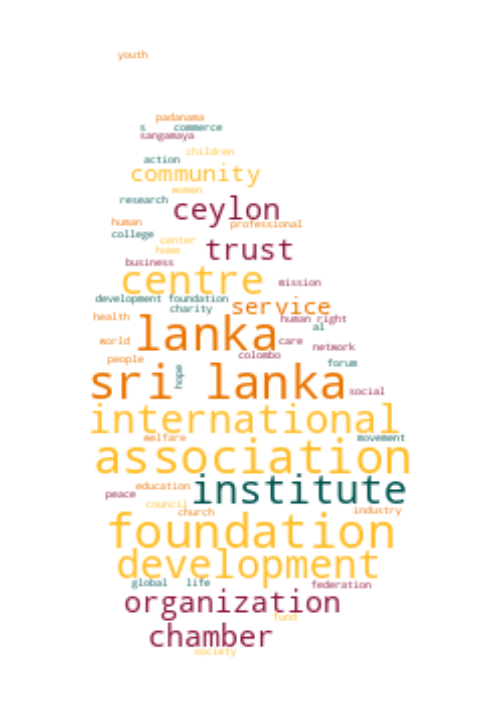 youth
padanama
s commerce
sangamaya
children
action
community
women
research
ceylon
human professional
college
center
trust
home
business
centre mission
development foundation
service
charity
health
human right
al
lanka
world care
network
colombo
people
forum
hope
sri lanka social
international
welfare movement
association
education
institute
peace
council
church industry
foundation
development
global life federation
organization
fund
chamber
society